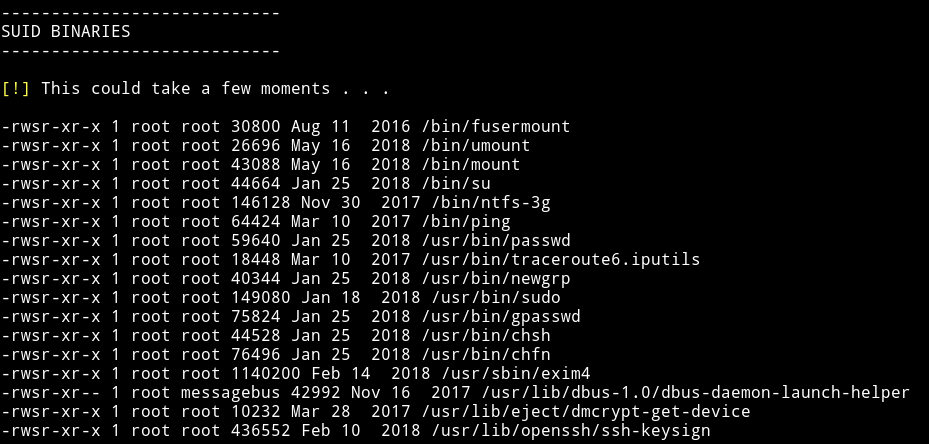 ----------------------------
SUID BINARIES
----------------------------
[!] This could take a few moments . . .
-rwsr-xr-x 1 root root 30800 Aug 11  2016 /bin/fusermount
-rwsr-xr-x 1 root root 26696 May 16  2018 /bin/umount
-rwsr-xr-x 1 root root 43088 May 16  2018 /bin/mount
-rwsr-xr-x 1 root root 44664 Jan 25  2018 /bin/su
-rwsr-xr-x 1 root root 146128 Nov 30  2017 /bin/ntfs-3g
-rwsr-xr-x 1 root root 64424 Mar 10  2017 /bin/ping
-rwsr-xr-x 1 root root 59640 Jan 25  2018 /usr/bin/passwd
-rwsr-xr-x 1 root root 18448 Mar 10  2017 /usr/bin/traceroute6.iputils
-rwsr-xr-x 1 root root 40344 Jan 25  2018 /usr/bin/newgrp
-rwsr-xr-x 1 root root 149080 Jan 18  2018 /usr/bin/sudo
-rwsr-xr-x 1 root root 75824 Jan 25  2018 /usr/bin/gpasswd
-rwsr-xr-x 1 root root 44528 Jan 25  2018 /usr/bin/chsh
-rwsr-xr-x 1 root root 76496 Jan 25  2018 /usr/bin/chfn
-rwsr-xr-x 1 root root 1140200 Feb 14  2018 /usr/sbin/exim4
-rwsr-xr-- 1 root messagebus 42992 Nov 16  2017 /usr/lib/dbus-1.0/dbus-daemon-launch-helper
-rwsr-xr-x 1 root root 10232 Mar 28  2017 /usr/lib/eject/dmcrypt-get-device
-rwsr-xr-x 1 root root 436552 Feb 10  2018 /usr/lib/openssh/ssh-keysign